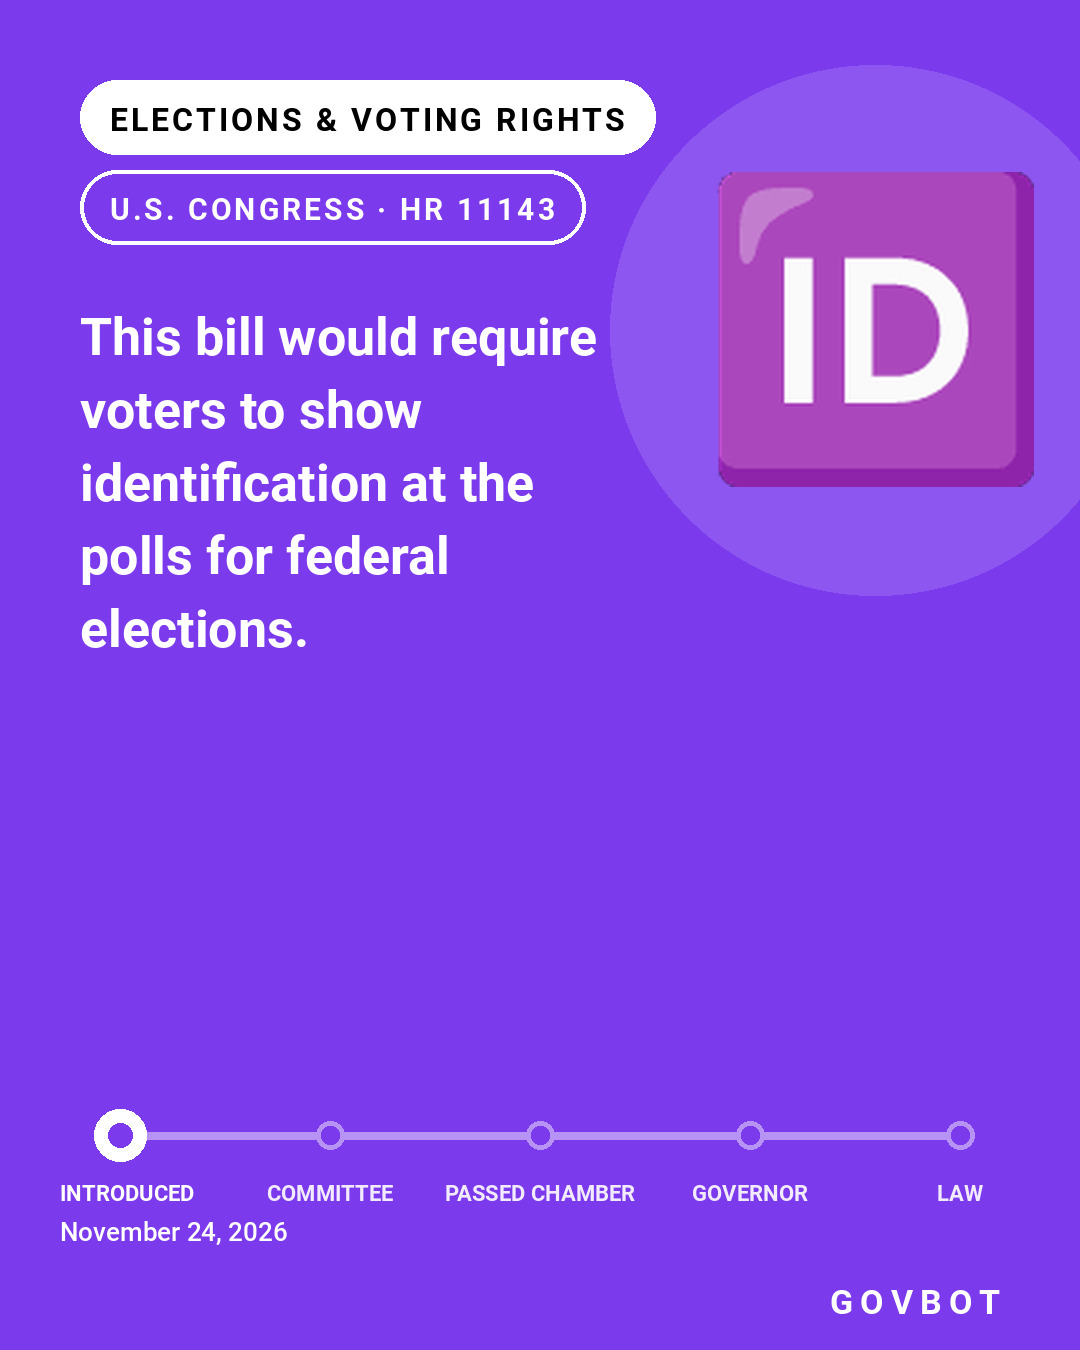 ELECTIONS & VOTING RIGHTS
U.S. CONGRESS · HR 11143
ID
This bill would require
voters to show
identification at the
polls for federal
elections.
INTRODUCED
COMMITTEE
PASSED CHAMBER
GOVERNOR
LAW
November 24, 2026
GOVBOT